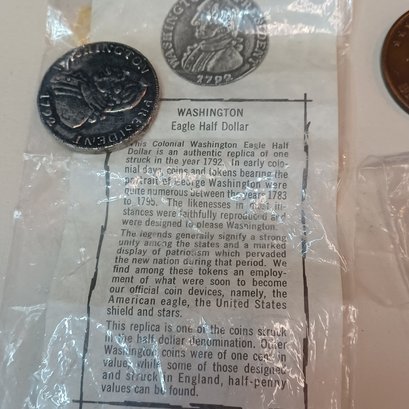 WASHINGTON PRESIDENT
1792
WASHINGTON PRESIDENT
1792
WASHINGTON
Eagle Half Dollar
This Colonial Washington Eagle Half
Dollar is an authentic replica of one
struck in the year 1792. In early colo-
nial days, coins and tokens bearing the
portrait of George Washington were
quite numerous between the years 1783
to 1795. The likenesses in most in-
stances were faithfully reproduced and
were designed to please Washington.
The legends generally signify a strong
unity among the states and a marked
display of patriotism which pervaded
the new nation during that period. We
find among these tokens an employ-
ment of what were soon to become
our official coin devices, namely, the
American eagle, the United States
shield and stars.
This replica is one of the coins struck
in the half dollar denomination. Other
Washington coins were of one cent in
value, while some of those designed
and struck in England, half-penny
values can be found.